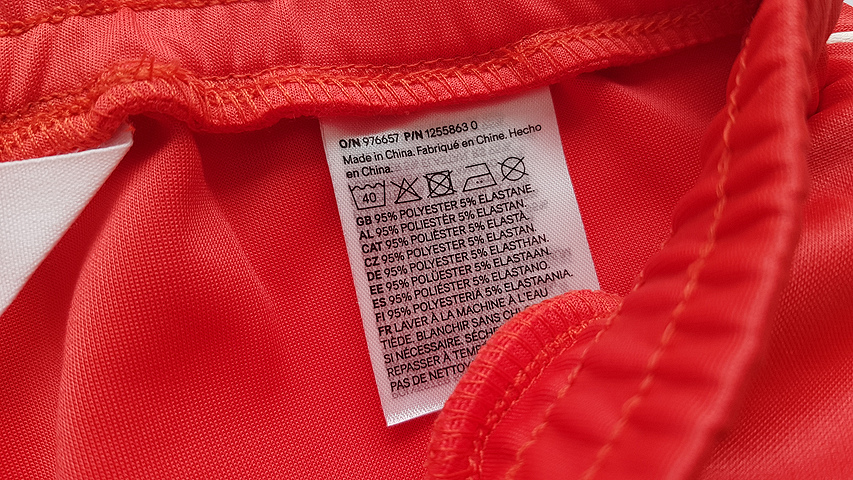 O/N 976657 P/N 1255863 0
Made in China. Fabriqué en Chine. Hecho
en China.
40
GB 95% POLYESTER 5% ELASTANE.
AL 95% POLIESTËR 5% ELASTAN.
CAT 95% POLIÈSTER 5% ELASTÀ.
CZ 95% POLYESTER 5% ELASTAN.
DE 95% POLYESTER 5% ELASTHAN.
EE 95% POLÜESTER 5% ELASTAAN.
ES 95% POLIÉSTER 5% ELASTANO.
FI 95% POLYESTERIÄ 5% ELASTAANIA.
FR LAVER À LA MACHINE À L'EAU
TIÈDE, BLANCHIR SANS
SI NÉCESSAIRE,
REPASSER À
PAS DE